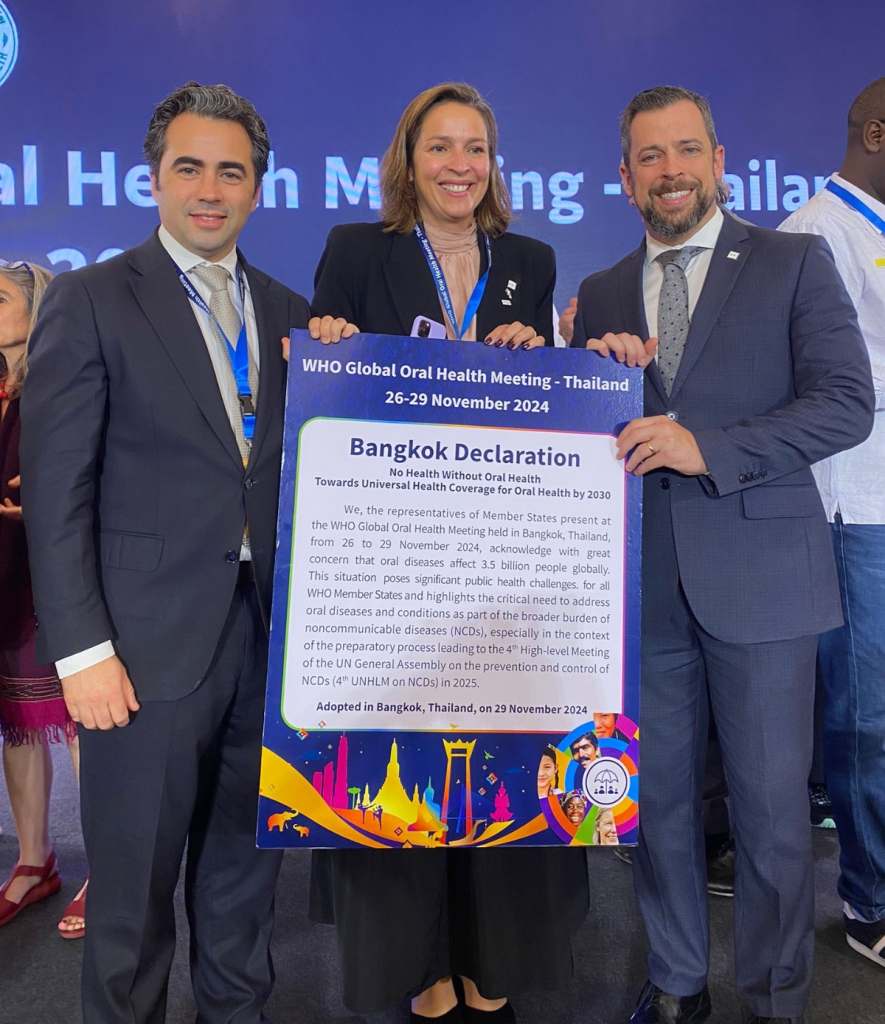 al Health Meeting - Thailand
WHO Global Oral Health Meeting - Thailand
26-29 November 2024
Bangkok Declaration
No Health Without Oral Health
Towards Universal Health Coverage for Oral Health by 2030
We, the representatives of Member States present at
the WHO Global Oral Health Meeting held in Bangkok, Thailand,
from 26 to 29 November 2024, acknowledge with great
concern that oral diseases affect 3.5 billion people globally.
This situation poses significant public health challenges. for all
WHO Member States and highlights the critical need to address
oral diseases and conditions as part of the broader burden of
noncommunicable diseases (NCDs), especially in the context
of the preparatory process leading to the 4th High-level Meeting
of the UN General Assembly on the prevention and control of
NCDs (4th UNHLM on NCDs) in 2025.
Adopted in Bangkok, Thailand, on 29 November 2024